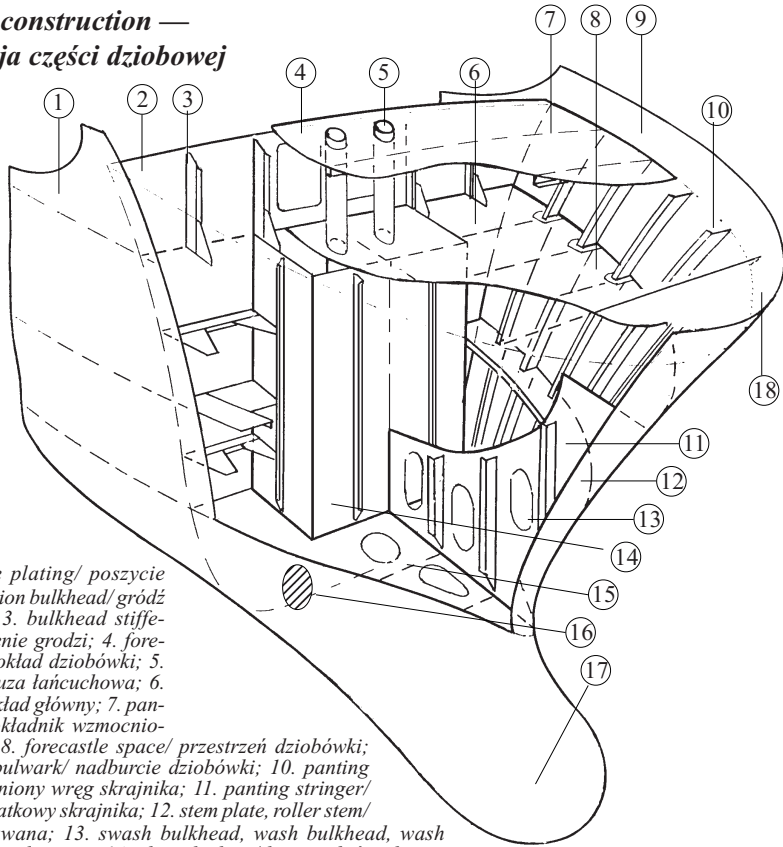 construction —
ja części dziobowej
7 8 9
4 5 6
1 2 3
10
18
11
12
13
14
15
16
17
e plating/ poszycie
ion bulkhead/ gródź
3. bulkhead stiffe-
nie grodzi; 4. fore-
okład dziobówki; 5.
uza łańcuchowa; 6.
kład główny; 7. pan-
okładnik wzmocnio-
8. forecastle space/ przestrzeń dziobówki;
bulwark/ nadburcie dziobówki; 10. panting
niony wręg skrajnika; 11. panting stringer/
atkowy skrajnika; 12. stem plate, roller stem/
wana; 13. swash bulkhead, wash bulkhead, wash